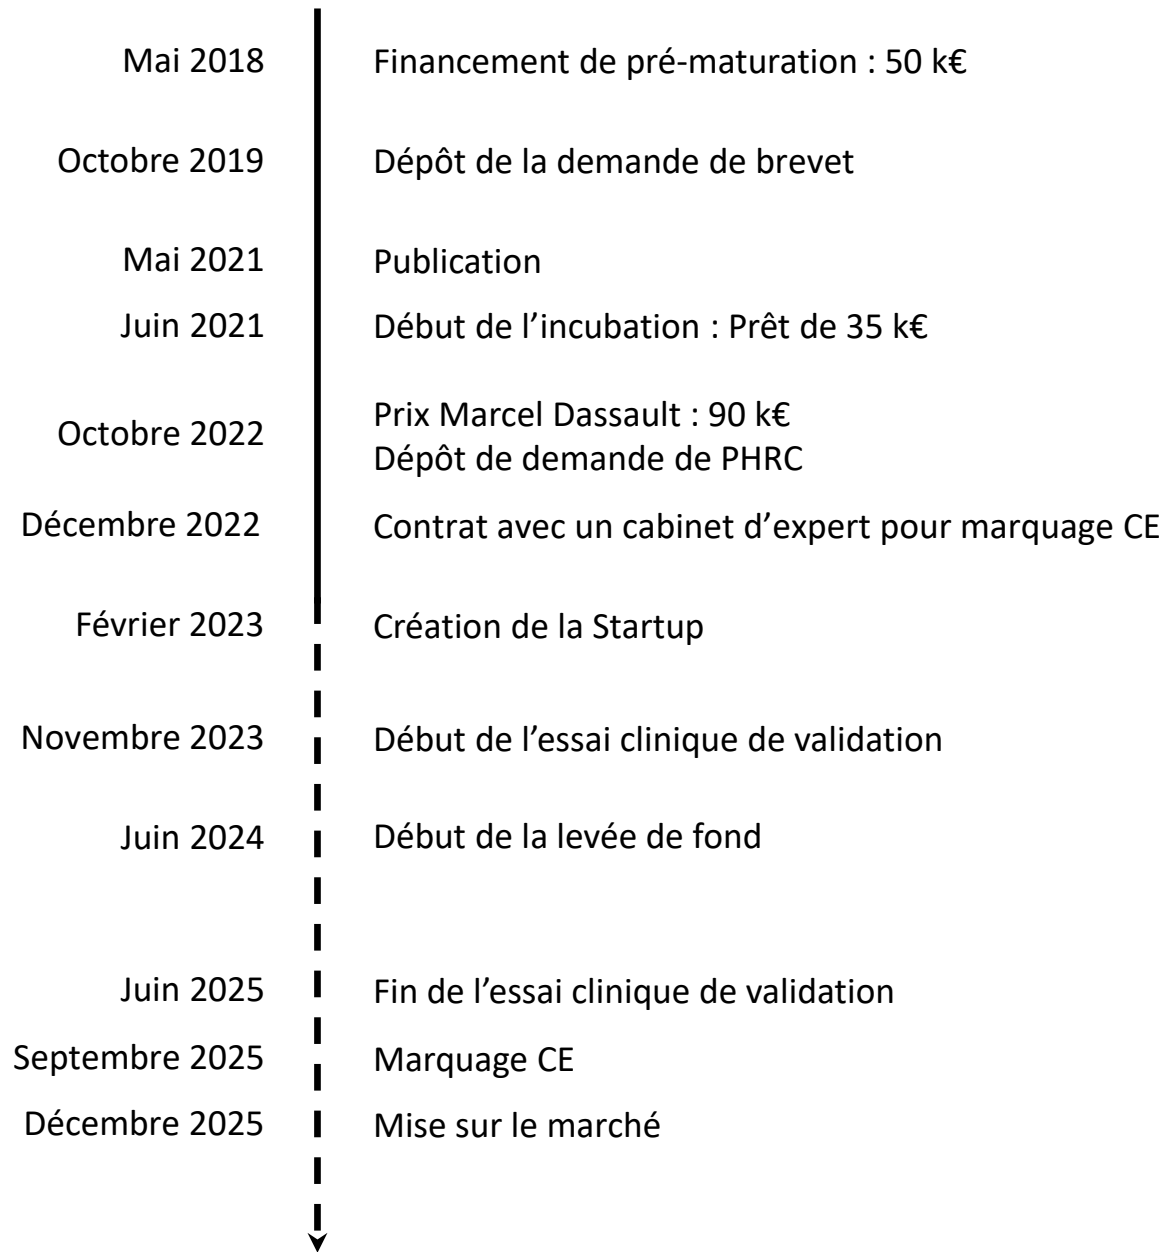 Mai 2018 Financement de pré-maturation : 50 k€
Octobre 2019 Dépôt de la demande de brevet
Mai 2021 Publication
Juin 2021 Début de l’incubation : Prêt de 35 k€
Octobre 2022 Prix Marcel Dassault : 90 k€
Dépôt de demande de PHRC
Décembre 2022 Contrat avec un cabinet d’expert pour marquage CE
Février 2023 Création de la Startup
Novembre 2023 Début de l’essai clinique de validation
Juin 2024 Début de la levée de fond
Juin 2025 Fin de l’essai clinique de validation
Septembre 2025 Marquage CE
Décembre 2025 Mise sur le marché